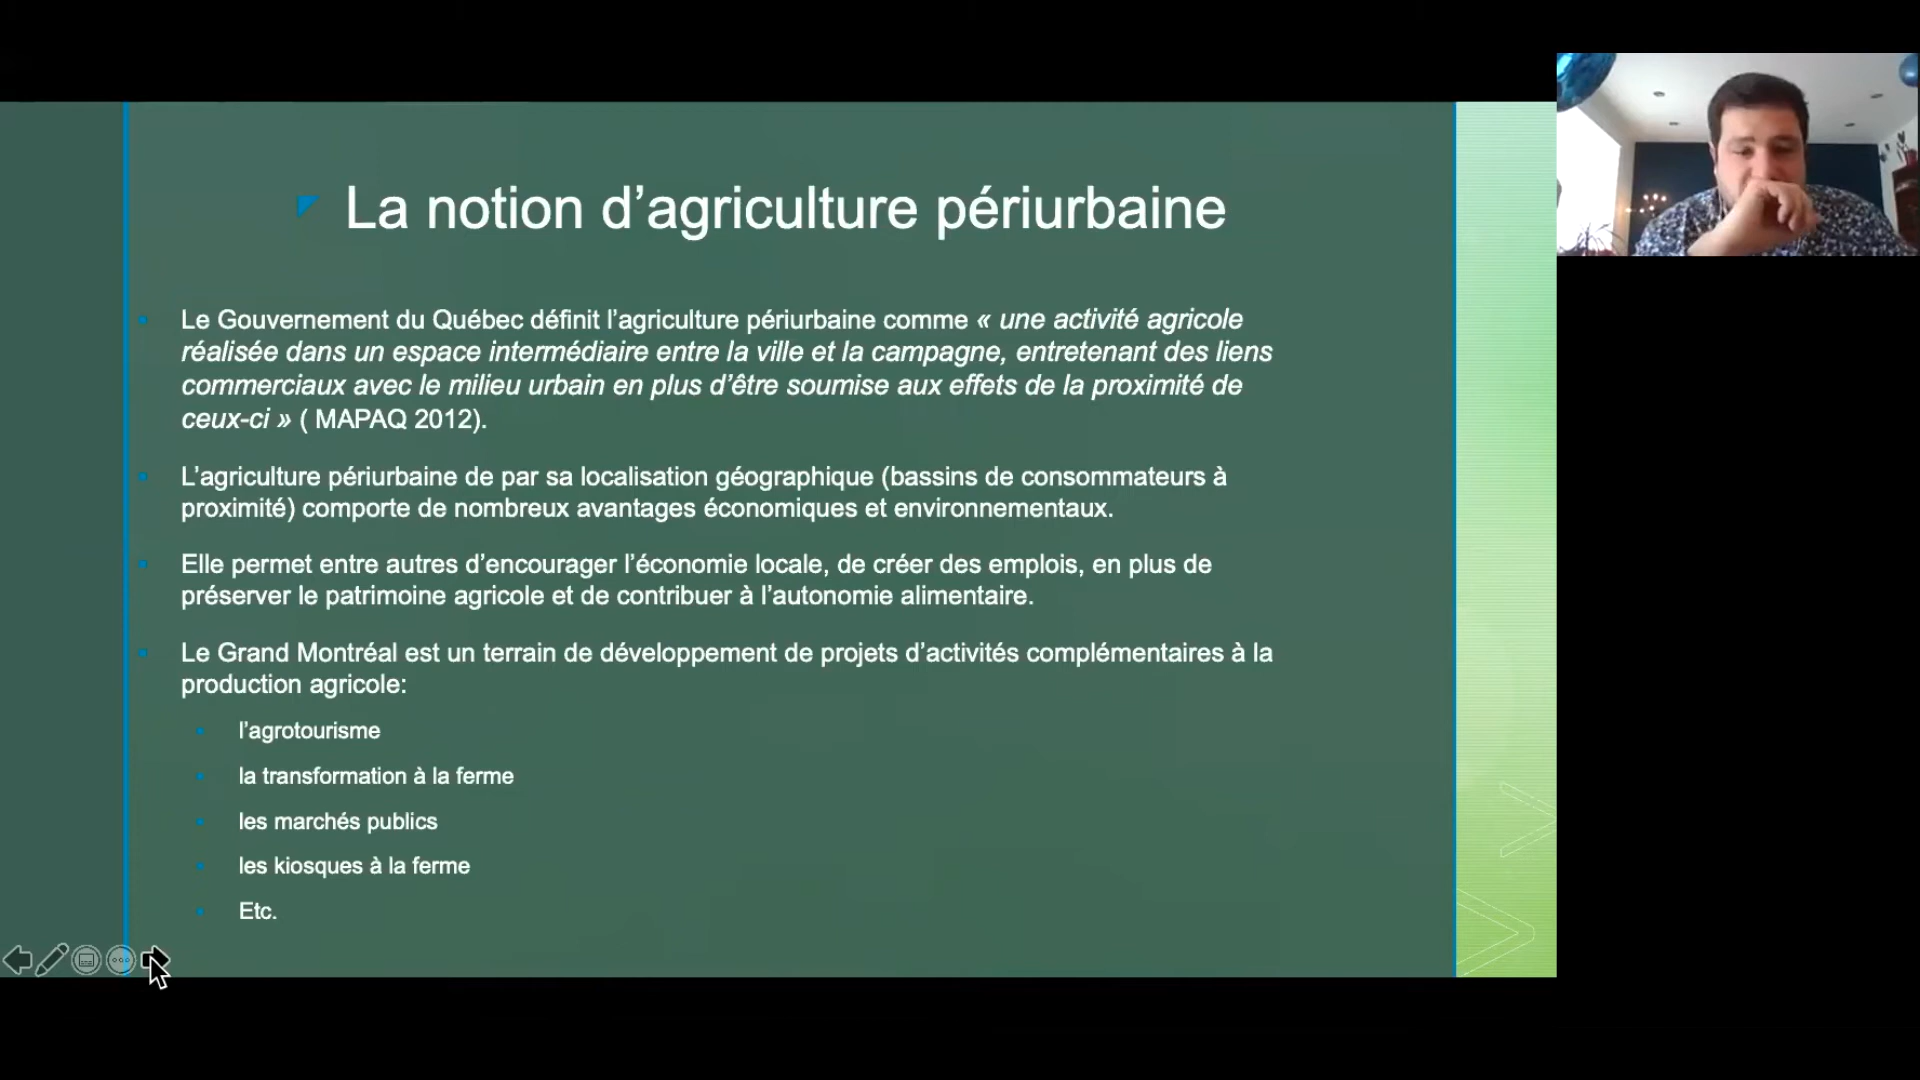 La notion d’agriculture périurbaine
Le Gouvernement du Québec définit l’agriculture périurbaine comme « une activité agricole
réalisée dans un espace intermédiaire entre la ville et la campagne, entretenant des liens
commerciaux avec le milieu urbain en plus d’être soumise aux effets de la proximité de
ceux-ci » ( MAPAQ 2012).
L’agriculture périurbaine de par sa localisation géographique (bassins de consommateurs à
proximité) comporte de nombreux avantages économiques et environnementaux.
Elle permet entre autres d’encourager l’économie locale, de créer des emplois, en plus de
préserver le patrimoine agricole et de contribuer à l’autonomie alimentaire.
Le Grand Montréal est un terrain de développement de projets d’activités complémentaires à la
production agricole:
l’agrotourisme
la transformation à la ferme
les marchés publics
les kiosques à la ferme
Etc.